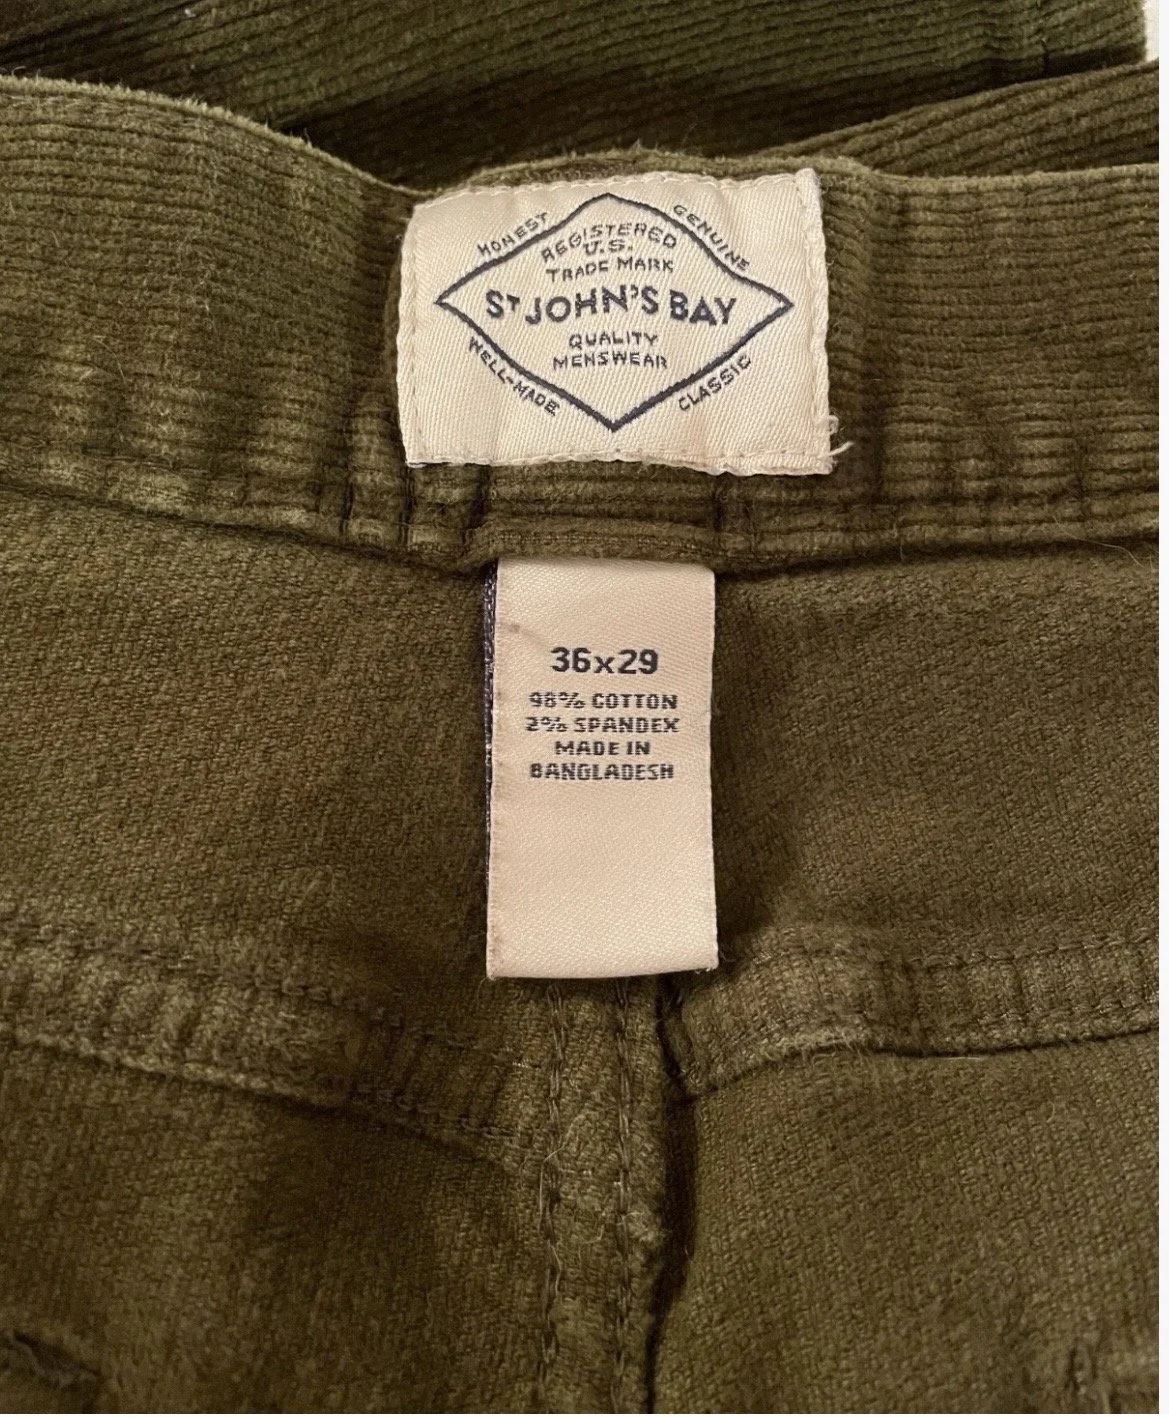 HONEST
GENUINE
REGISTERED
U.S.
TRADE MARK
ST JOHN'S BAY
QUALITY
MENSWEAR
WELL-MADE
CLASSIC
36x29
98% COTTON
2% SPANDEX
MADE IN
BANGLADESH